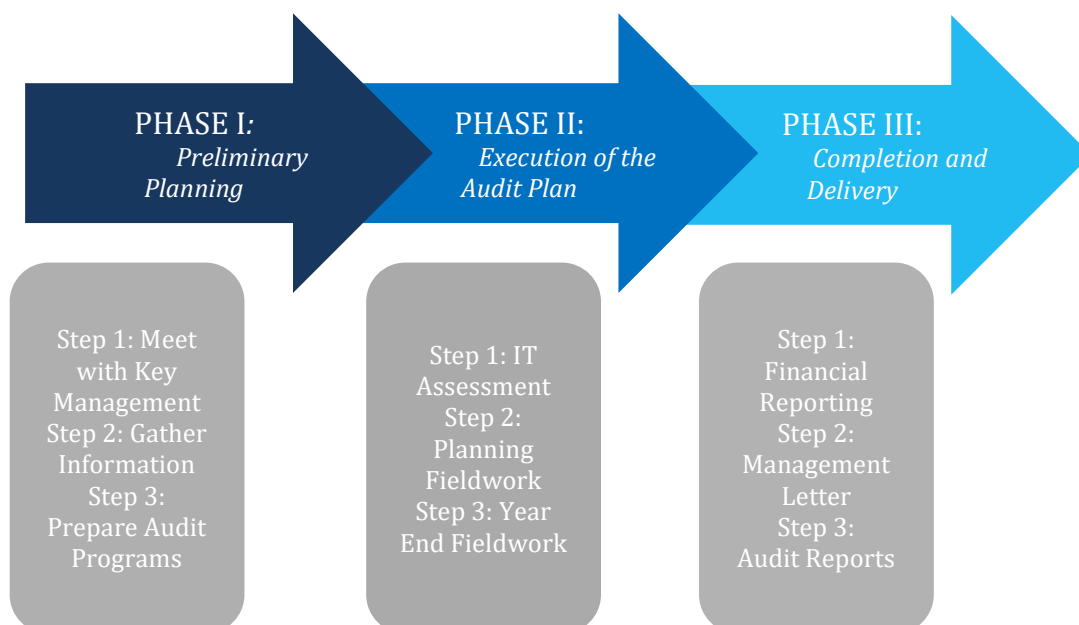 PHASE I:
Preliminary
Planning
PHASE II:
Execution of the
Audit Plan
PHASE III:
Completion and
Delivery
Step 1: Meet
with Key
Management
Step 2: Gather
Information
Step 3:
Prepare Audit
Programs
Step 1: IT
Assessment
Step 2:
Planning
Fieldwork
Step 3: Year
End Fieldwork
Step 1:
Financial
Reporting
Step 2:
Management
Letter
Step 3:
Audit Reports